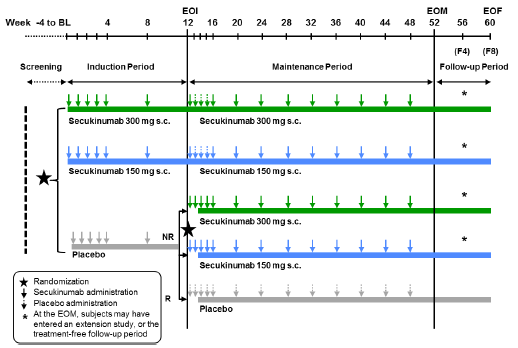 EOI EOM EOF
Week -4 to BL 4 8 12 16 20 24 28 32 36 40 44 48 52 56 60
(F4) (F8)
Screening Induction Period Maintenance Period Follow-up Period
*
Secukinumab 300 mg s.c. Secukinumab 300 mg s.c.
*
Secukinumab 150 mg s.c. Secukinumab 150 mg s.c.
*
Secukinumab 300 mg s.c.
NR
*
Placebo
Secukinumab 150 mg s.c.
R
Placebo
Randomization
Secukinumab administration
Placebo administration
* At the EOM, subjects may have
entered an extension study, or the
treatment-free follow-up period